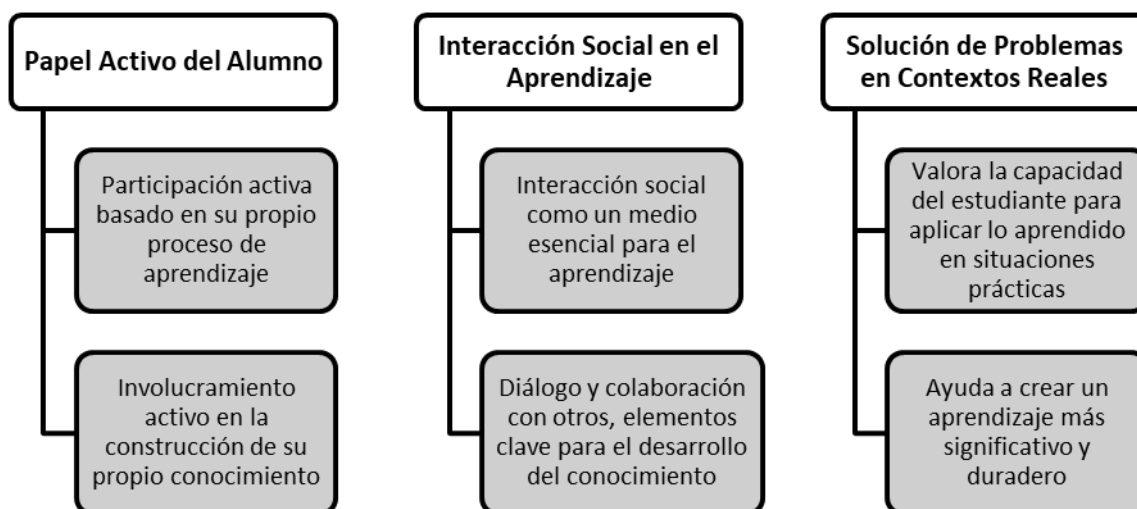 Papel Activo del Alumno
Participación activa
basado en su propio
proceso de
aprendizaje
Involucramiento
activo en la
construcción de su
propio conocimiento
Interacción Social en el
Aprendizaje
Interacción social
como un medio
esencial para el
aprendizaje
Diálogo y colaboración
con otros, elementos
clave para el desarrollo
del conocimiento
Solución de Problemas
en Contextos Reales
Valora la capacidad
del estudiante para
aplicar lo aprendido
en situaciones
prácticas
Ayuda a crear un
aprendizaje más
significativo y
duradero